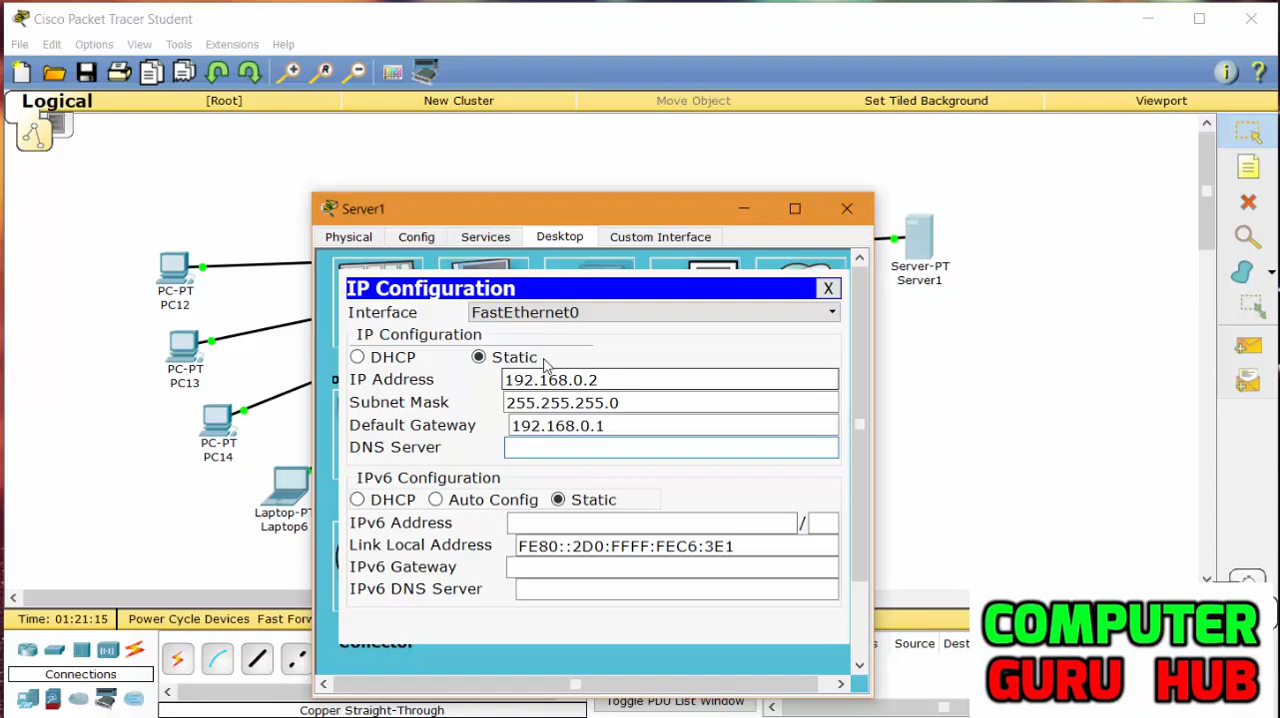 Cisco Packet Tracer Student
File Edit Options View Tools Extensions Help
Logical [Root] New Cluster Move Object Set Tiled Background Viewport
Server1
Physical Config Services Desktop Custom Interface
IP Configuration X
Interface FastEthernet0
IP Configuration
DHCP Static
IP Address 192.168.0.2
Subnet Mask 255.255.255.0
Default Gateway 192.168.0.1
DNS Server
IPv6 Configuration
DHCP Auto Config Static
IPv6 Address /
Link Local Address FE80::2D0:FFFF:FEC6:3E1
IPv6 Gateway
IPv6 DNS Server
PC-PT
PC12
PC-PT
PC13
PC-PT
PC14
Laptop-PT
Laptop6
Server-PT
Server1
Time: 01:21:15 Power Cycle Devices Fast Forw
Connections
Copper Straight-Through
Toggle PDU List Window
Source Dest
COMPUTER
GURU HUB